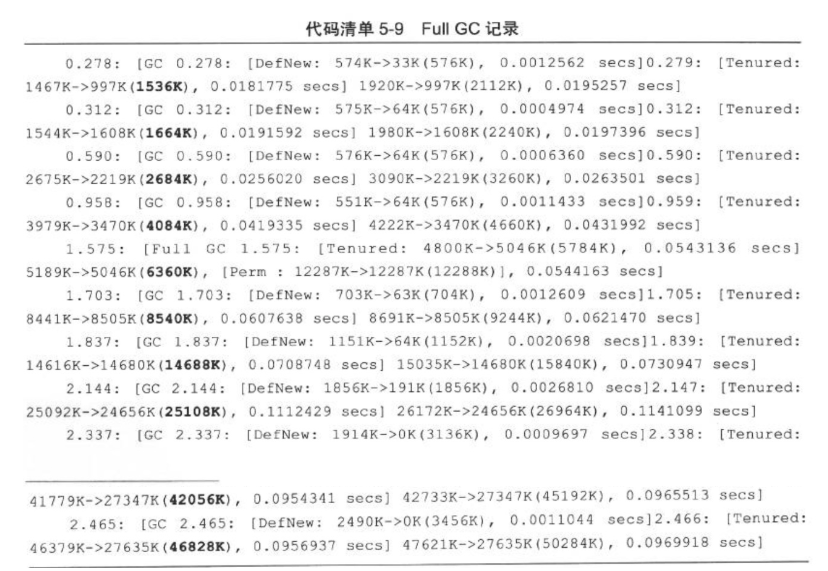 代码清单 5-9 Full GC 记录
0.278: [GC 0.278: [DefNew: 574K->33K(576K), 0.0012562 secs]0.279: [Tenured:
1467K->997K(1536K), 0.0181775 secs] 1920K->997K(2112K), 0.0195257 secs]
0.312: [GC 0.312: [DefNew: 575K->64K(576K), 0.0004974 secs]0.312: [Tenured:
1544K->1608K(1664K), 0.0191592 secs] 1980K->1608K(2240K), 0.0197396 secs]
0.590: [GC 0.590: [DefNew: 576K->64K(576K), 0.0006360 secs]0.590: [Tenured:
2675K->2219K(2684K), 0.0256020 secs] 3090K->2219K(3260K), 0.0263501 secs]
0.958: [GC 0.958: [DefNew: 551K->64K(576K), 0.0011433 secs]0.959: [Tenured:
3979K->3470K(4084K), 0.0419335 secs] 4222K->3470K(4660K), 0.0431992 secs]
1.575: [Full GC 1.575: [Tenured: 4800K->5046K(5784K), 0.0543136 secs]
5189K->5046K(6360K), [Perm : 12287K->12287K(12288K)], 0.0544163 secs]
1.703: [GC 1.703: [DefNew: 703K->63K(704K), 0.0012609 secs]1.705: [Tenured:
8441K->8505K(8540K), 0.0607638 secs] 8691K->8505K(9244K), 0.0621470 secs]
1.837: [GC 1.837: [DefNew: 1151K->64K(1152K), 0.0020698 secs]1.839: [Tenured:
14616K->14680K(14688K), 0.0708748 secs] 15035K->14680K(15840K), 0.0730947 secs]
2.144: [GC 2.144: [DefNew: 1856K->191K(1856K), 0.0026810 secs]2.147: [Tenured:
25092K->24656K(25108K), 0.1112429 secs] 26172K->24656K(26964K), 0.1141099 secs]
2.337: [GC 2.337: [DefNew: 1914K->0K(3136K), 0.0009697 secs]2.338: [Tenured:
41779K->27347K(42056K), 0.0954341 secs] 42733K->27347K(45192K), 0.0965513 secs]
2.465: [GC 2.465: [DefNew: 2490K->0K(3456K), 0.0011044 secs]2.466: [Tenured:
46379K->27635K(46828K), 0.0956937 secs] 47621K->27635K(50284K), 0.0969918 secs]